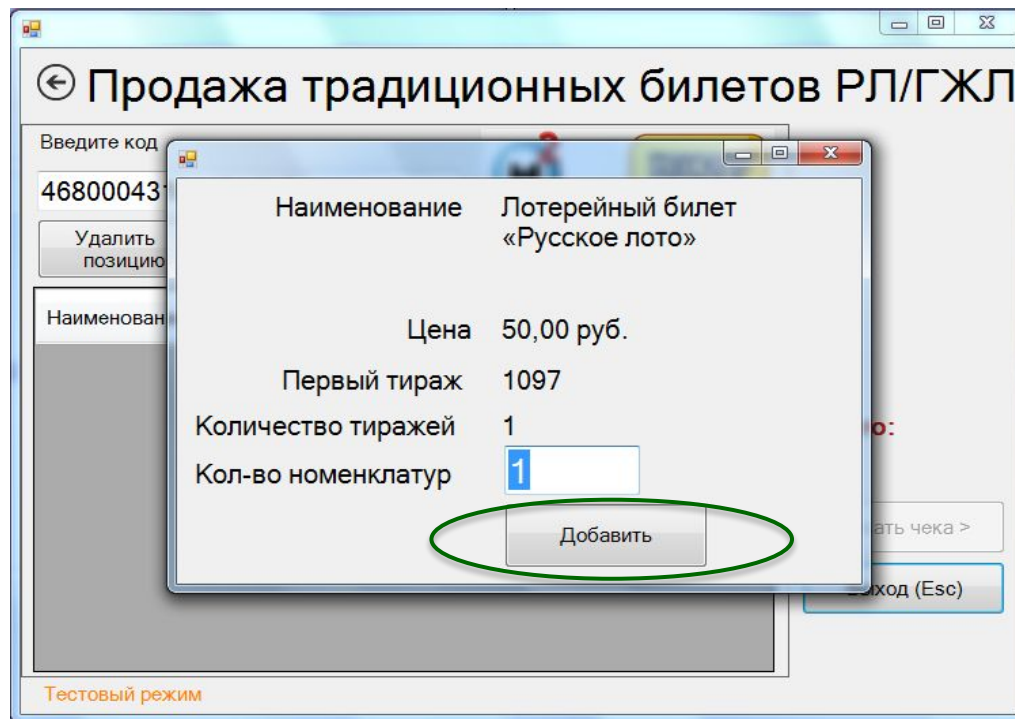 Продажа традиционных билетов РЛ/ГЖЛ
Введите код
46800043
Удалить
позицию
Наименован
Наименование Лотерейный билет
«Русское лото»
Цена 50,00 руб.
Первый тираж 1097
Количество тиражей 1
Кол-во номенклатур 1
Добавить
о:
ать чека >
Выход (Esc)
Тестовый режим